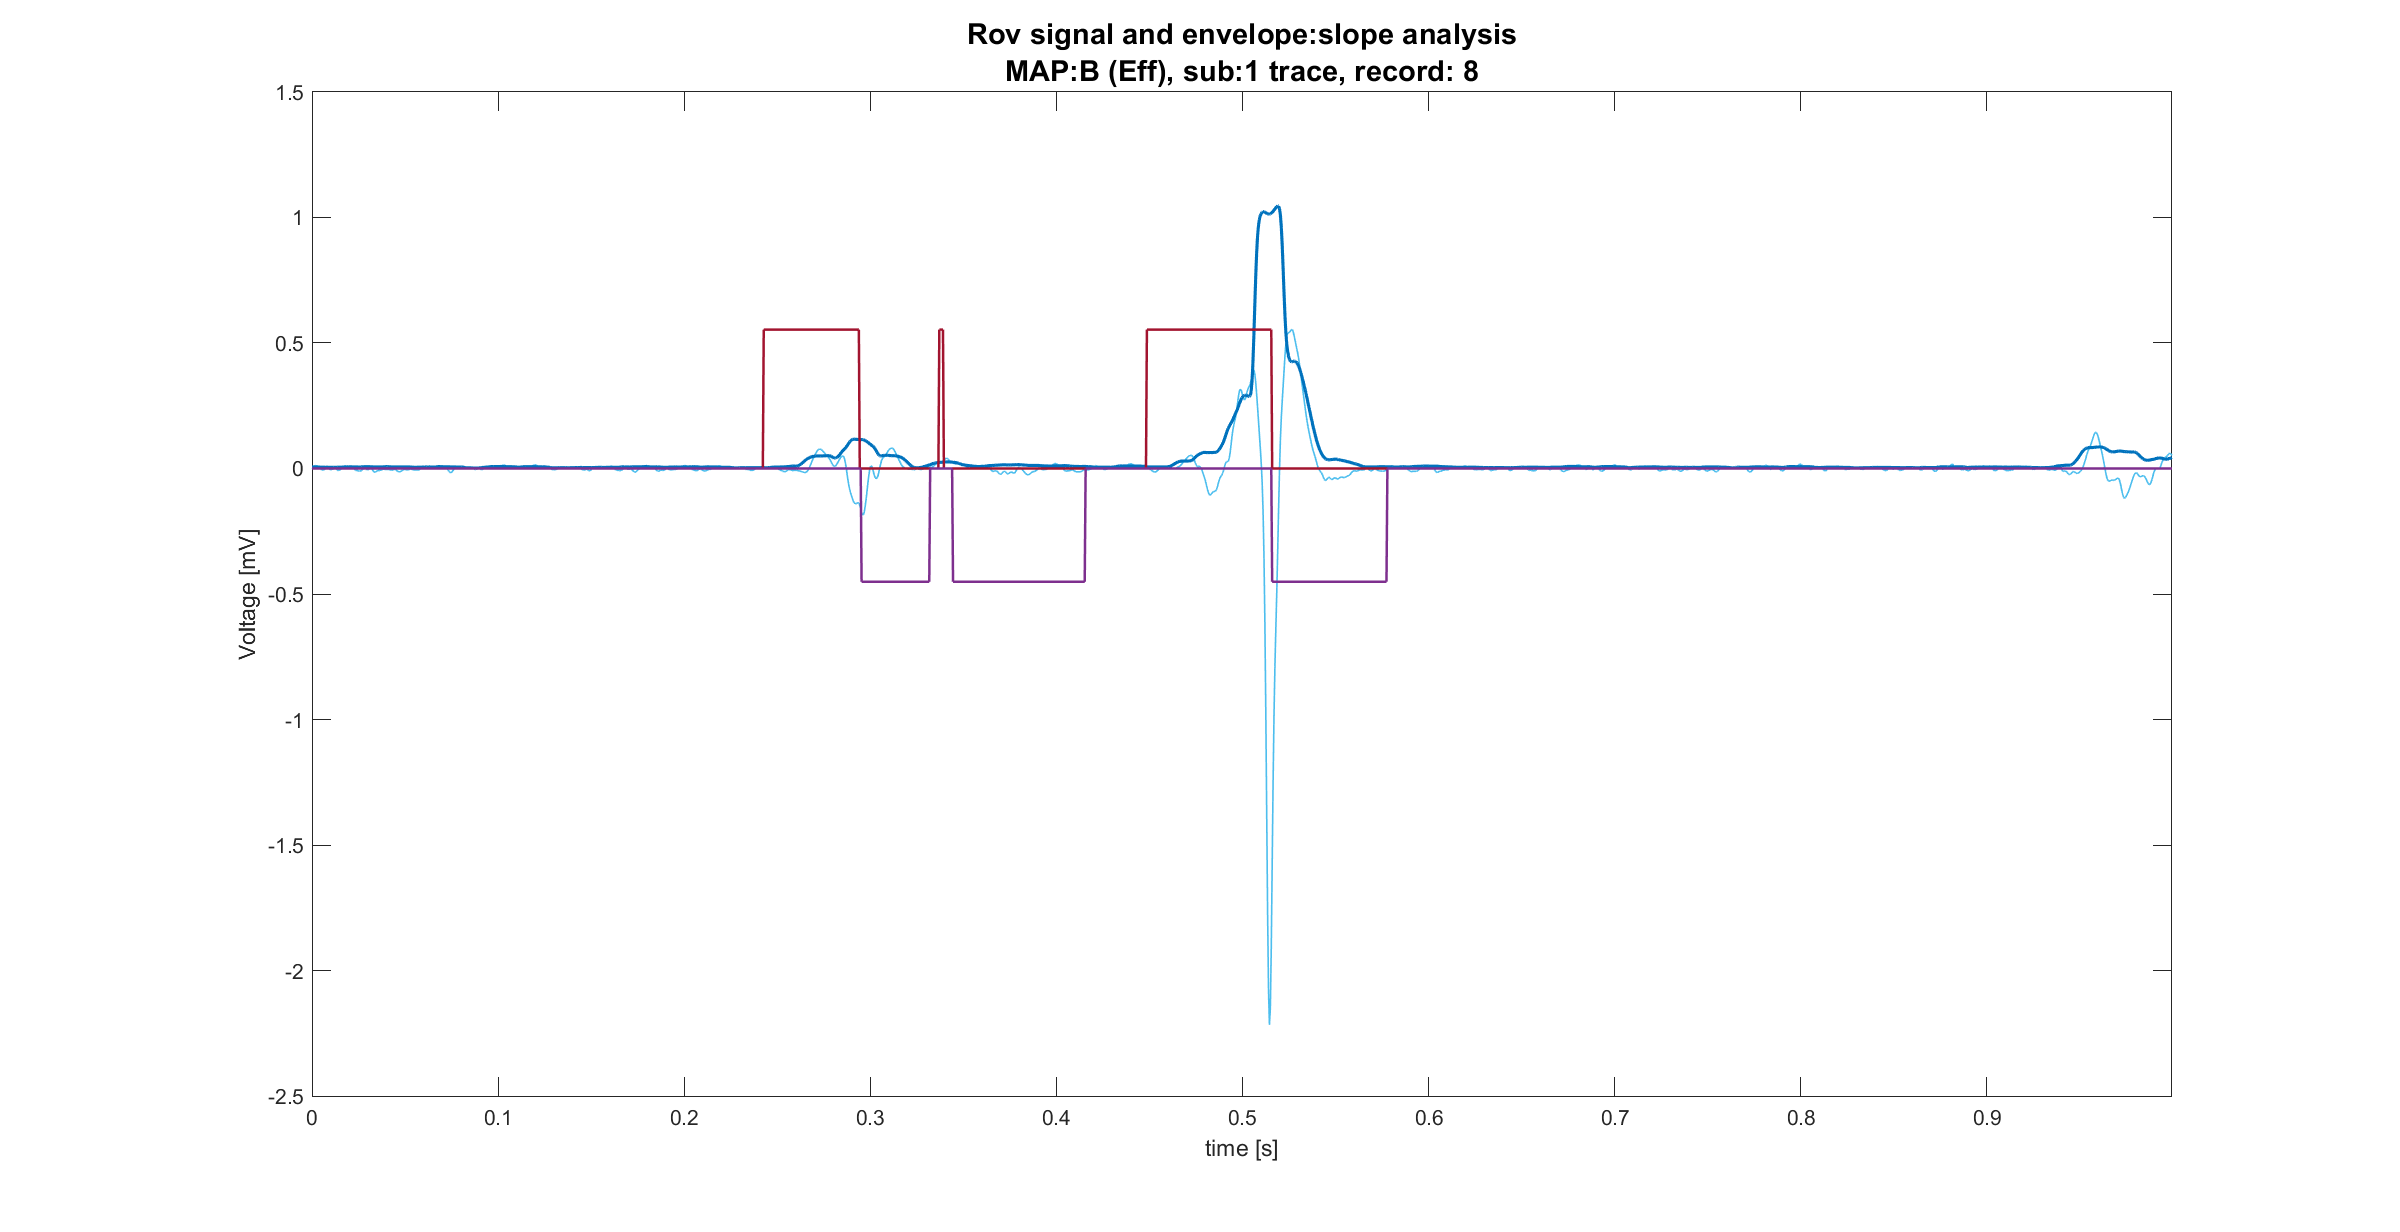 Rov signal and envelope:slope analysis
MAP:B (Eff), sub:1 trace, record: 8
1.5
1
0.5
0
-0.5
-1
-1.5
-2
-2.5
Voltage [mV]
0 0.1 0.2 0.3 0.4 0.5 0.6 0.7 0.8 0.9
time [s]